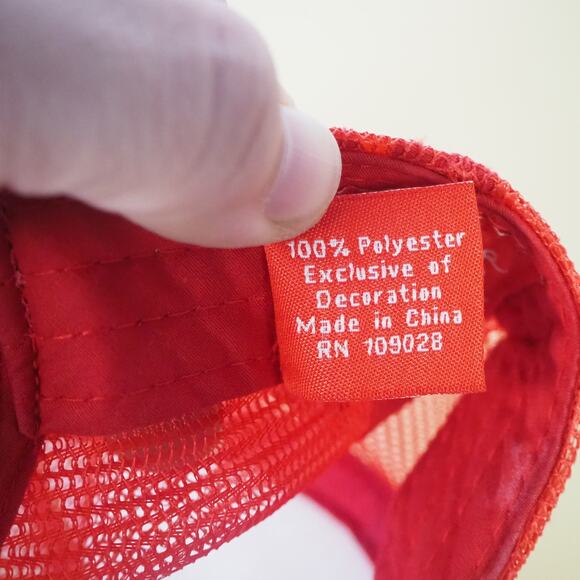 100% Polyester
Exclusive of
Decoration
Made in China
RN 109028